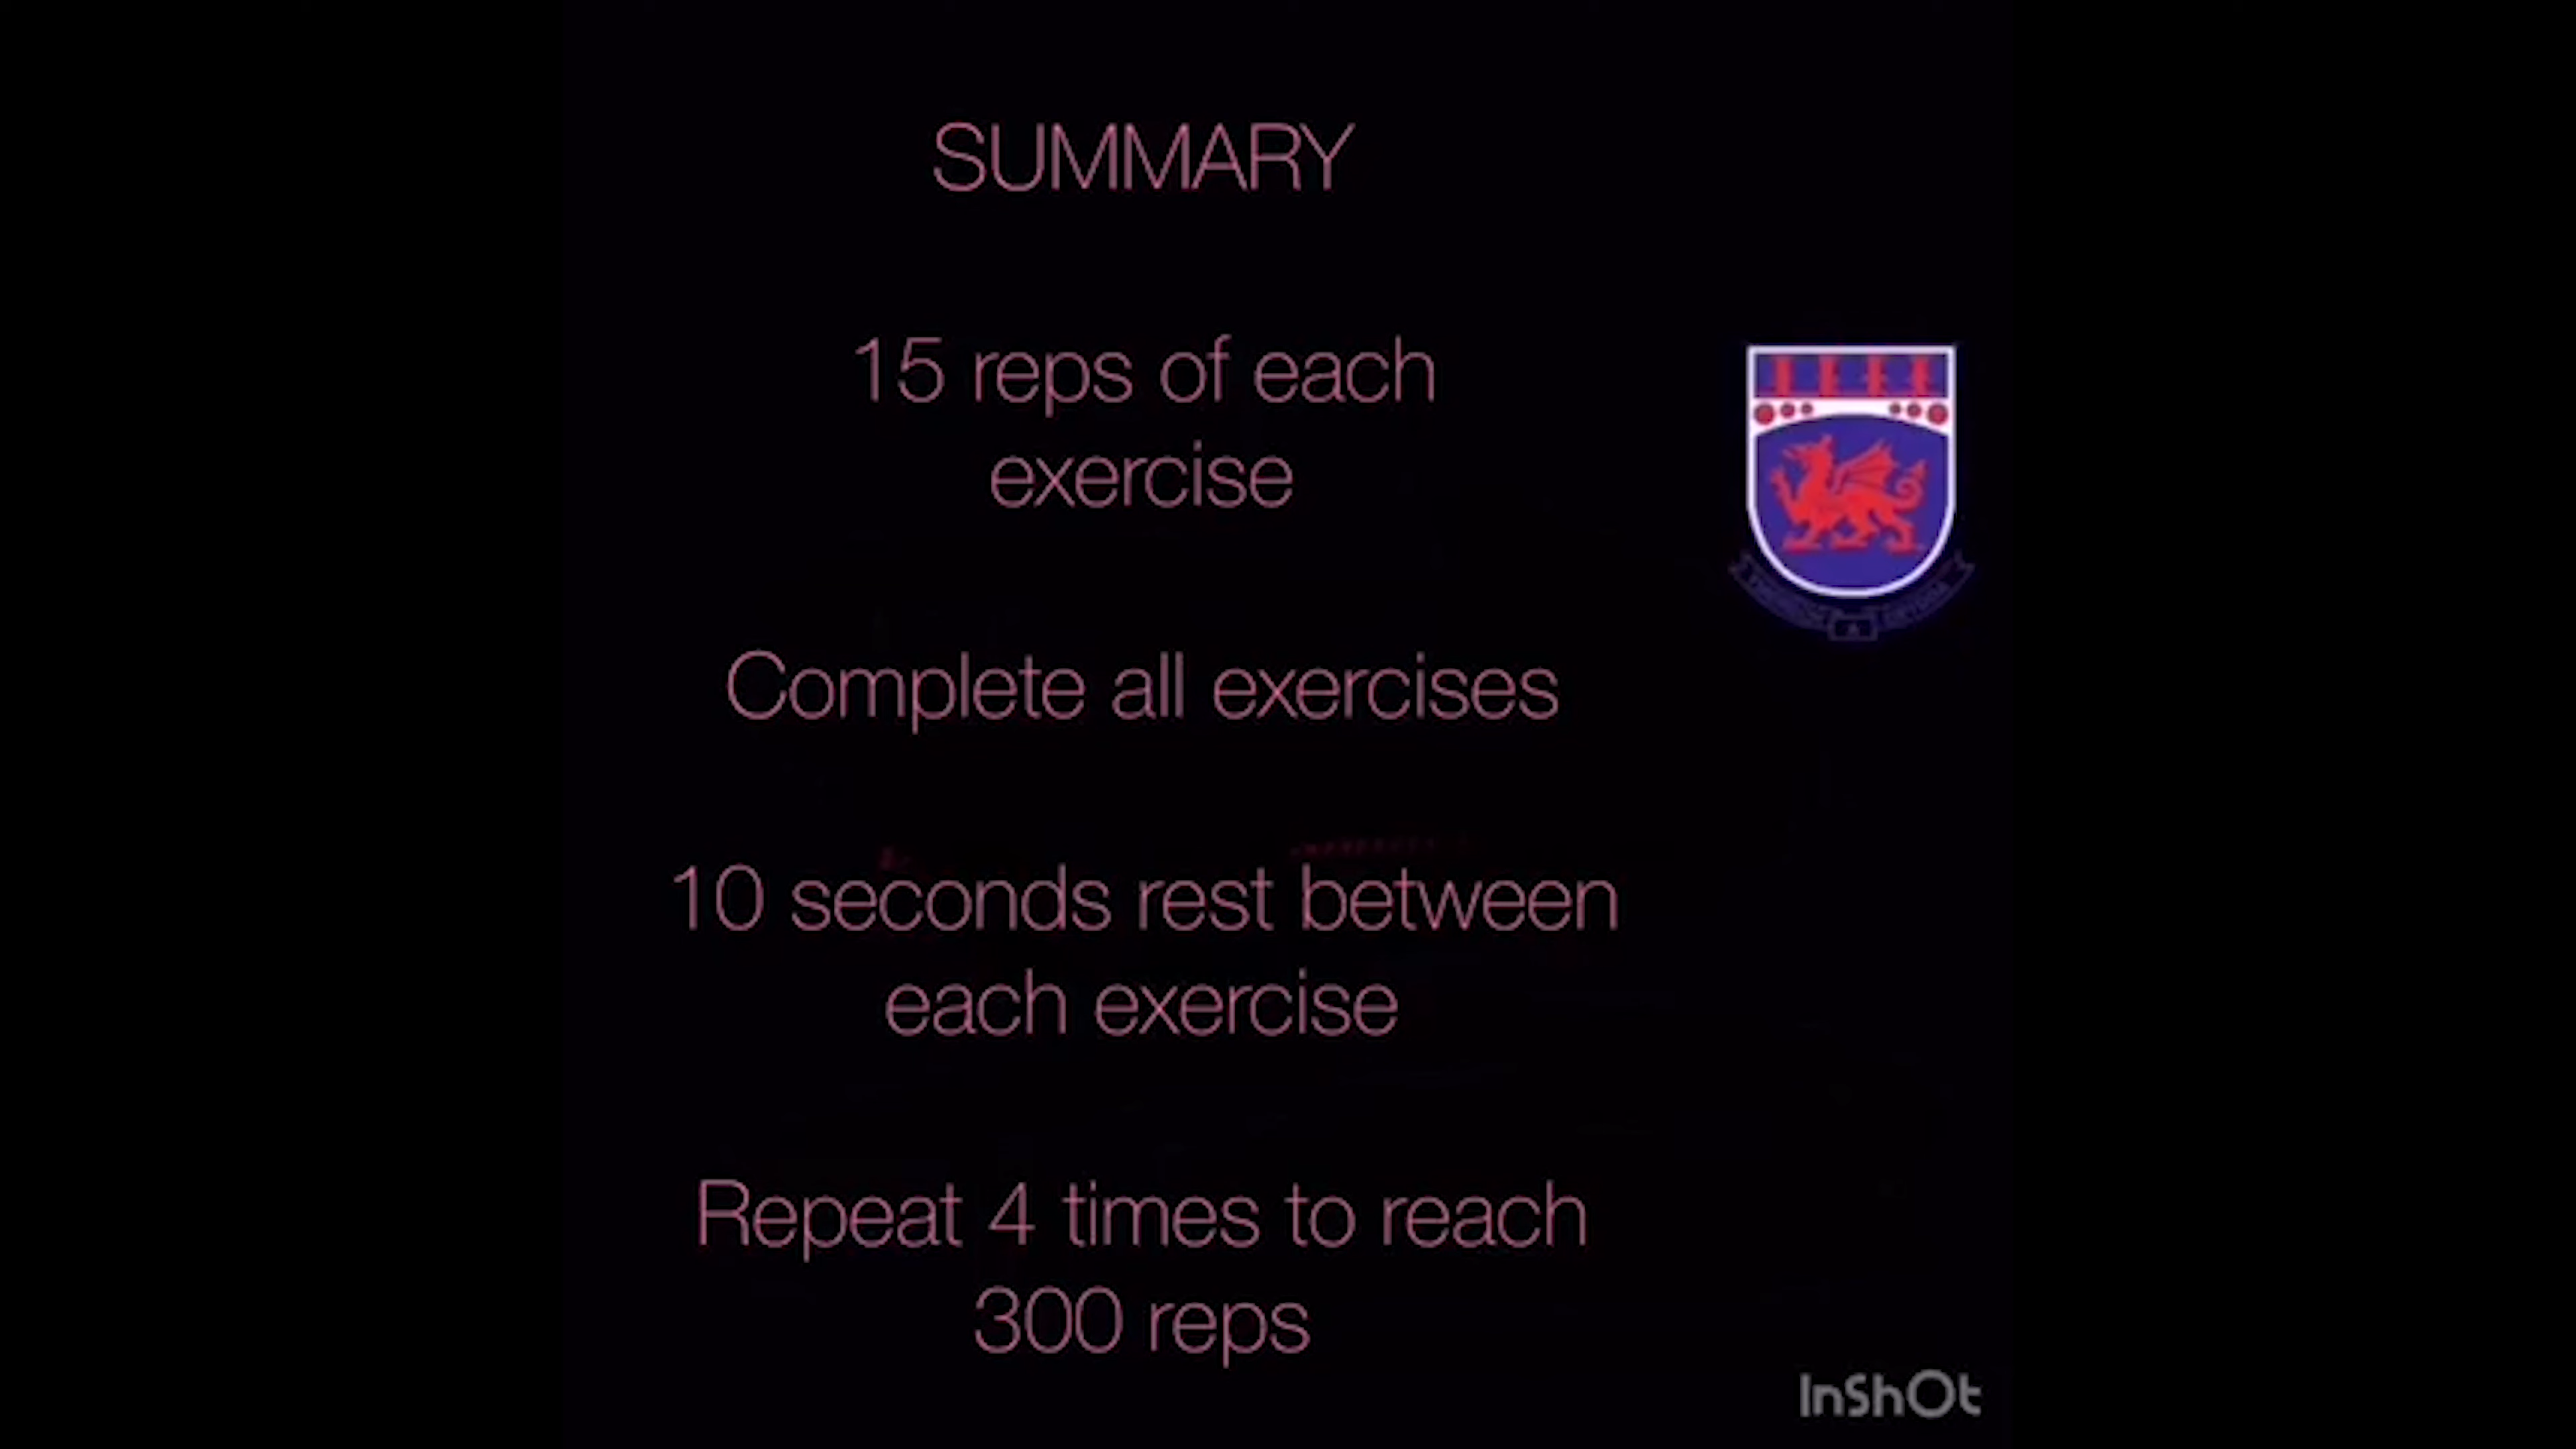 SUMMARY
15 reps of each
exercise
Complete all exercises
10 seconds rest between
each exercise
Repeat 4 times to reach
300 reps
InShOt